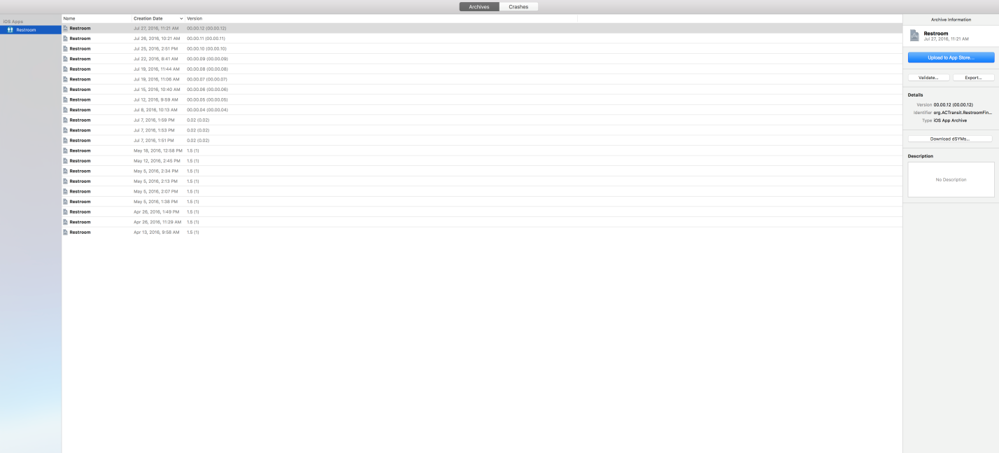 Archives Crashes
iOS Apps
Restroom
Name Creation Date Version
Restroom Jul 27, 2016, 11:21 AM 00.00.12 (00.00.12)
Restroom Jul 26, 2016, 10:21 AM 00.00.11 (00.00.11)
Restroom Jul 25, 2016, 2:51 PM 00.00.10 (00.00.10)
Restroom Jul 22, 2016, 8:41 AM 00.00.09 (00.00.09)
Restroom Jul 19, 2016, 11:44 AM 00.00.08 (00.00.08)
Restroom Jul 19, 2016, 11:06 AM 00.00.07 (00.00.07)
Restroom Jul 15, 2016, 10:40 AM 00.00.06 (00.00.06)
Restroom Jul 12, 2016, 9:59 AM 00.00.05 (00.00.05)
Restroom Jul 8, 2016, 10:13 AM 00.00.04 (00.00.04)
Restroom Jul 7, 2016, 1:59 PM 0.02 (0.02)
Restroom Jul 7, 2016, 1:53 PM 0.02 (0.02)
Restroom Jul 7, 2016, 1:51 PM 0.02 (0.02)
Restroom May 18, 2016, 12:58 PM 1.5 (1)
Restroom May 12, 2016, 2:45 PM 1.5 (1)
Restroom May 5, 2016, 2:34 PM 1.5 (1)
Restroom May 5, 2016, 2:13 PM 1.5 (1)
Restroom May 5, 2016, 2:07 PM 1.5 (1)
Restroom May 5, 2016, 1:38 PM 1.5 (1)
Restroom Apr 26, 2016, 1:49 PM 1.5 (1)
Restroom Apr 26, 2016, 11:29 AM 1.5 (1)
Restroom Apr 13, 2016, 9:58 AM 1.5 (1)
Archive Information
Restroom
Jul 27, 2016, 11:21 AM
Upload to App Store...
Validate... Export...
Details
Version 00.00.12 (00.00.12)
Identifier org.ACTransit.RestroomFin...
Type iOS App Archive
Download dSYMs...
Description
No Description